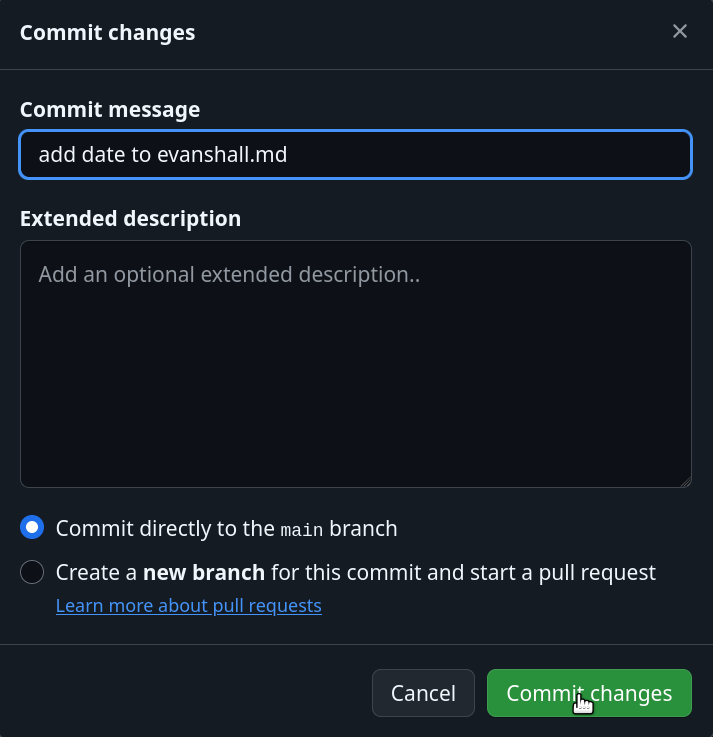 Commit changes
Commit message
add date to evanshall.md
Extended description
Add an optional extended description..
Commit directly to the main branch
Create a new branch for this commit and start a pull request
Learn more about pull requests
Cancel
Commit changes